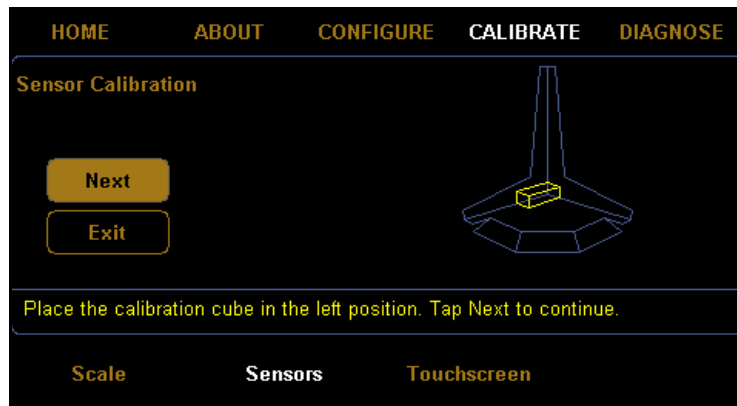 HOME ABOUT CONFIGURE CALIBRATE DIAGNOSE
Sensor Calibration
Next
Exit
Place the calibration cube in the left position. Tap Next to continue.
Scale Sensors Touchscreen